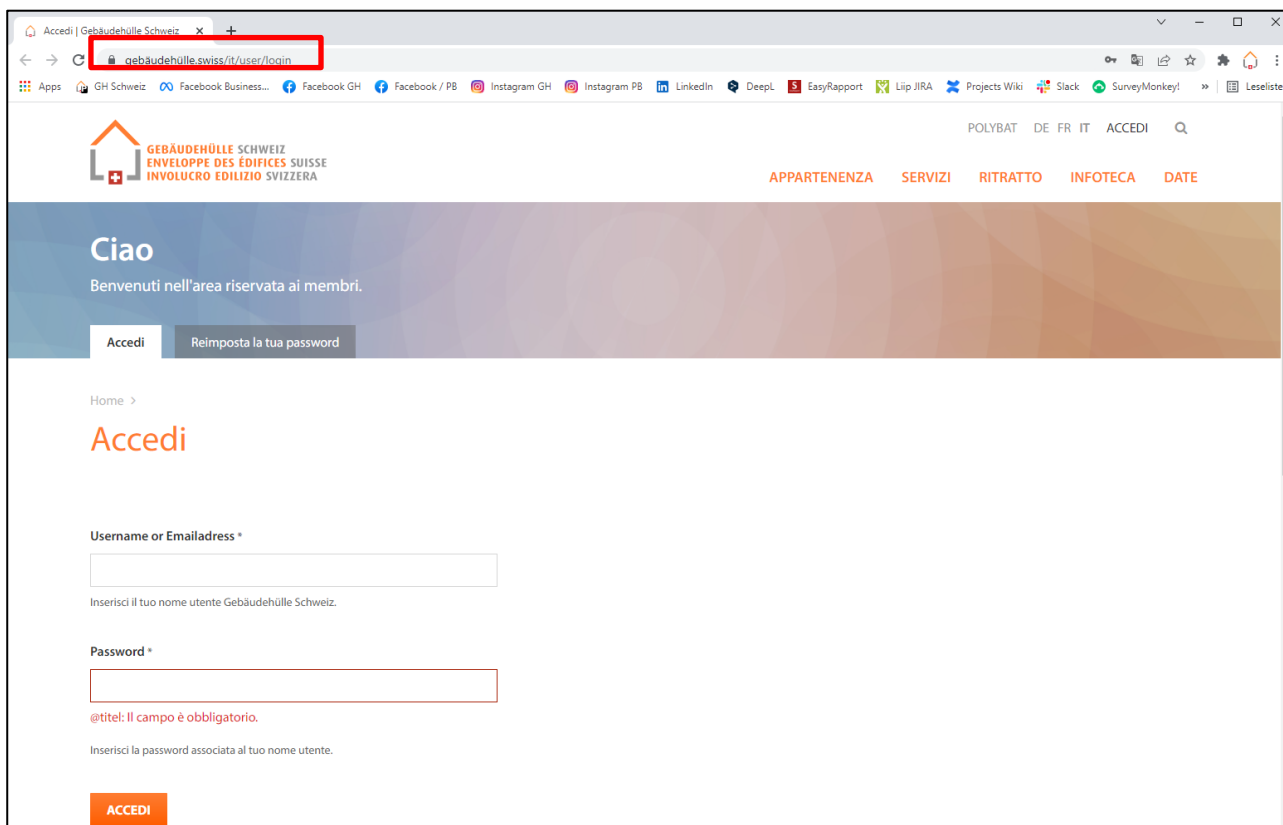 Accedi | Gebäudehülle Schweiz
gebäudehülle.swiss/it/user/login
Apps GH Schweiz Facebook Business... Facebook GH Facebook / PB Instagram GH Instagram PB LinkedIn DeepL EasyRapport Liip JIRA Projects Wiki Slack SurveyMonkey! » Leseliste
POLYBAT DE FR IT ACCEDI
GEBÄUDEHÜLLE SCHWEIZ
ENVELOPPE DES ÉDIFICES SUISSE
INVOLUCRO EDILIZIO SVIZZERA
APPARTENENZA SERVIZI RITRATTO INFOTECA DATE
Ciao
Benvenuti nell'area riservata ai membri.
Accedi Reimposta la tua password
Home >
Accedi
Username or Emailadress *
Inserisci il tuo nome utente Gebäudehülle Schweiz.
Password *
@titel: Il campo è obbligatorio.
Inserisci la password associata al tuo nome utente.
ACCEDI